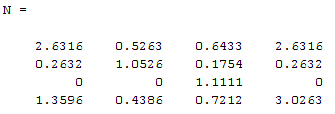 N =
2.6316 0.5263 0.6433 2.6316
0.2632 1.0526 0.1754 0.2632
0 0 1.1111 0
1.3596 0.4386 0.7212 3.0263